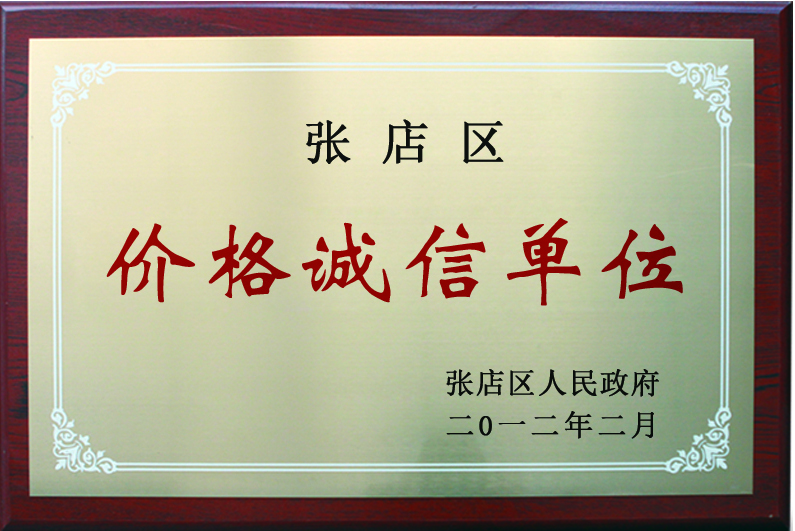 张店区
价格诚信单位
张店区人民政府
二0一二年二月